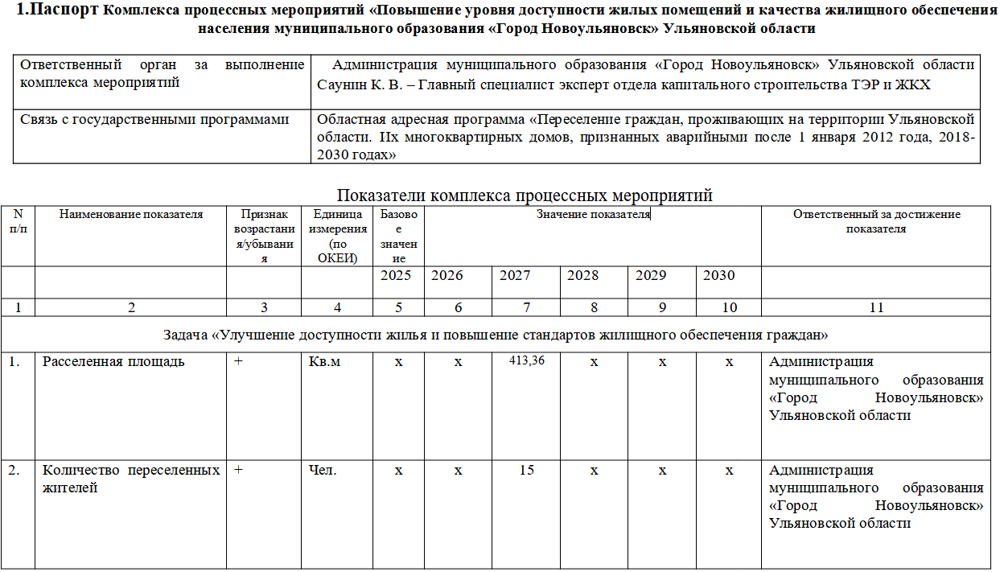 1.Паспорт Комплекса процессных мероприятий «Повышение уровня доступности жилых помещений и качества жилищного обеспечения
населения муниципального образования «Город Новоульяновск» Ульяновской области
Ответственный орган за выполнение
комплекса мероприятий
Администрация муниципального образования «Город Новоульяновск» Ульяновской области
Саунин К. В. – Главный специалист эксперт отдела капитального строительства ТЭР и ЖКХ
Связь с государственными программами
Областная адресная программа «Переселение граждан, проживающих на территории Ульяновской
области. Их многоквартирных домов, признанных аварийными после 1 января 2012 года, 2018-
2030 годах»
Показатели комплекса процессных мероприятий
N
п/п
Наименование показателя
Признак
возрастани
я/убывани
я
Единица
измерения
(по
ОКЕИ)
Базово
е
значен
ие
Значение показателя
Ответственный за достижение
показателя
2025 2026 2027 2028 2029 2030
1 2 3 4 5 6 7 8 9 10 11
Задача «Улучшение доступности жилья и повышение стандартов жилищного обеспечения граждан»
1. Расселенная площадь + Кв.м х х 413,36 х х х
Администрация
муниципального образования
«Город Новоульяновск»
Ульяновской области
2. Количество переселенных
жителей
+ Чел. х х 15 х х х
Администрация
муниципального образования
«Город Новоульяновск»
Ульяновской области